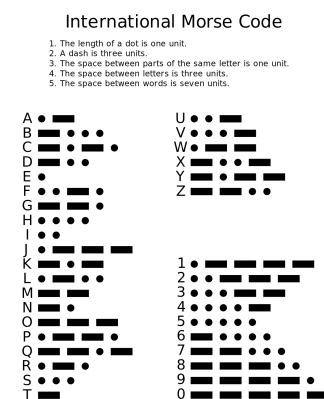 International Morse Code
1. The length of a dot is one unit.
2. A dash is three units.
3. The space between parts of the same letter is one unit.
4. The space between letters is three units.
5. The space between words is seven units.
A
B
C
D
E
F
G
H
I
J
K
L
M
N
O
P
Q
R
S
T
U
V
W
X
Y
Z
1
2
3
4
5
6
7
8
9
0